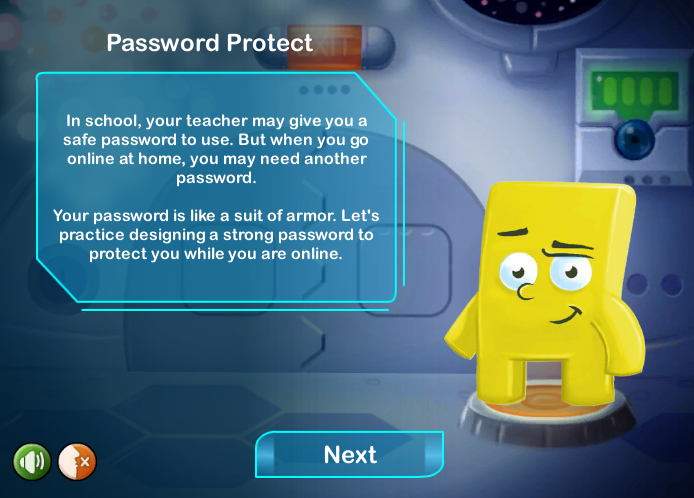 Password Protect
In school, your teacher may give you a
safe password to use. But when you go
online at home, you may need another
password.
Your password is like a suit of armor. Let's
practice designing a strong password to
protect you while you are online.
Next